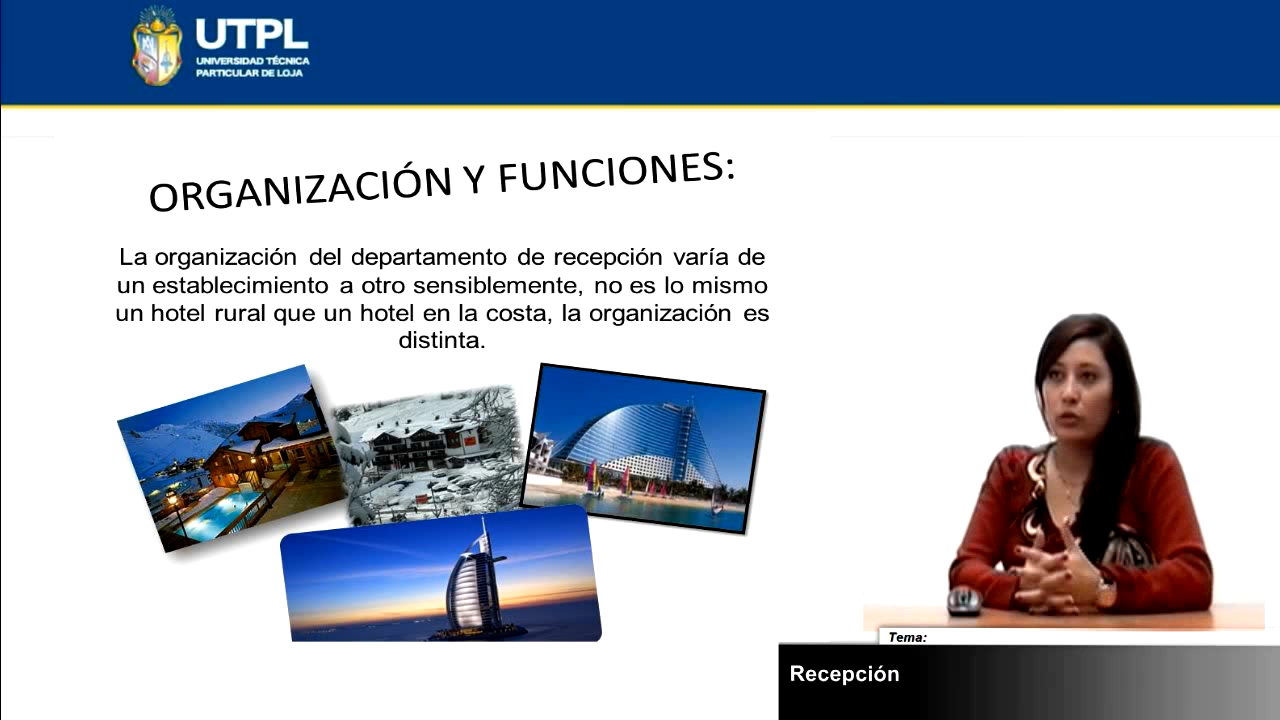 UTPL
UNIVERSIDAD TÉCNICA
PARTICULAR DE LOJA
ORGANIZACIÓN Y FUNCIONES:
La organización del departamento de recepción varía de
un establecimiento a otro sensiblemente, no es lo mismo
un hotel rural que un hotel en la costa, la organización es
distinta.
Tema:
Recepción